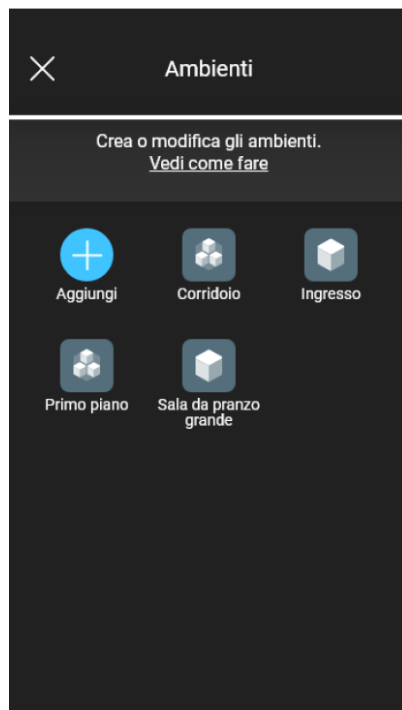 Ambienti
Crea o modifica gli ambienti.
Vedi come fare
Aggiungi
Corridoio
Ingresso
Primo piano
Sala da pranzo
grande